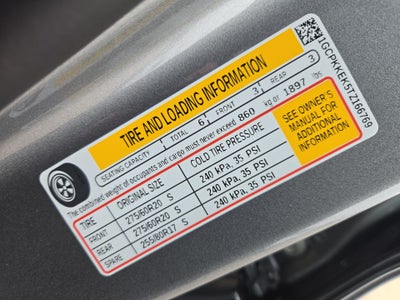 TIRE AND LOADING INFORMATION
SEATING CAPACITY TOTAL 6 FRONT 3 REAR 3
The combined weight of occupants and cargo must never exceed 860 kg or 1897 lbs
TIRE ORIGINAL SIZE COLD TIRE PRESSURE
FRONT 275/60R20 S 240 kPa, 35 PSI
REAR 275/60R20 S 240 kPa, 35 PSI
SPARE 255/80R17 S 240 kPa, 35 PSI
SEE OWNER'S
MANUAL FOR
ADDITIONAL
INFORMATION
1GCPKKEK5TZ166769